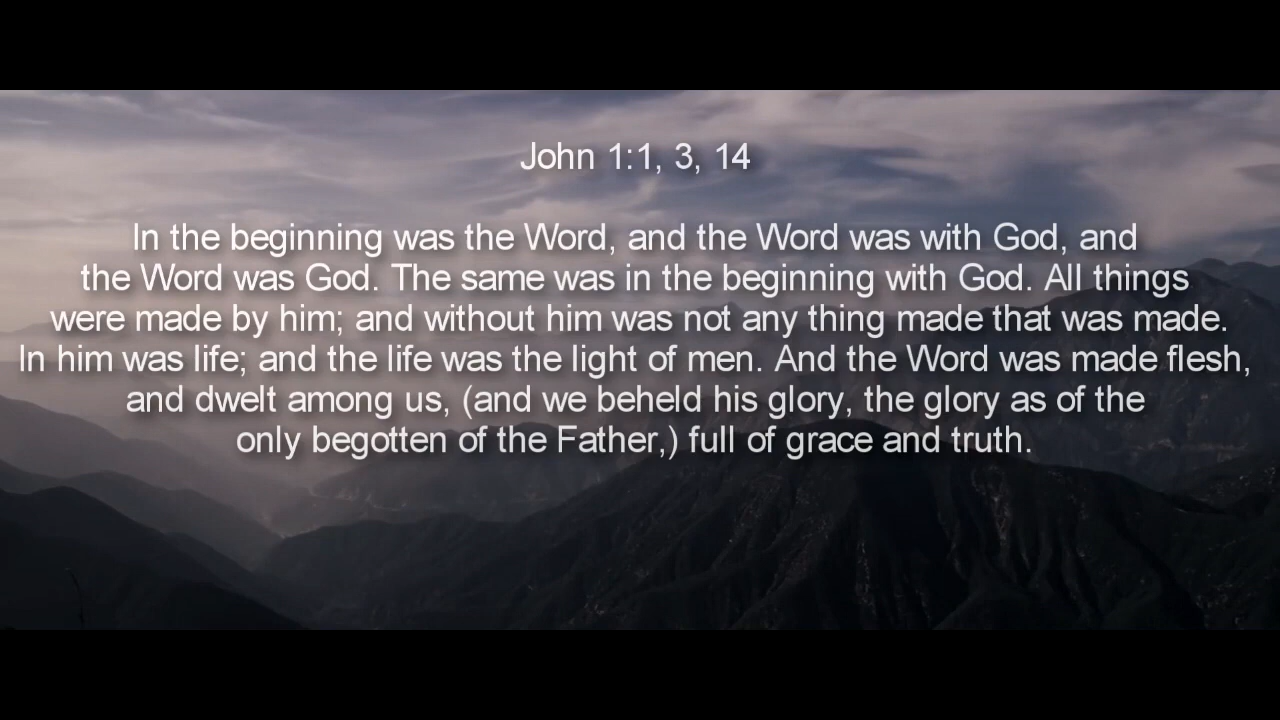 John 1:1, 3, 14
In the beginning was the Word, and the Word was with God, and
the Word was God. The same was in the beginning with God. All things
were made by him; and without him was not any thing made that was made.
In him was life; and the life was the light of men. And the Word was made flesh,
and dwelt among us, (and we beheld his glory, the glory as of the
only begotten of the Father,) full of grace and truth.